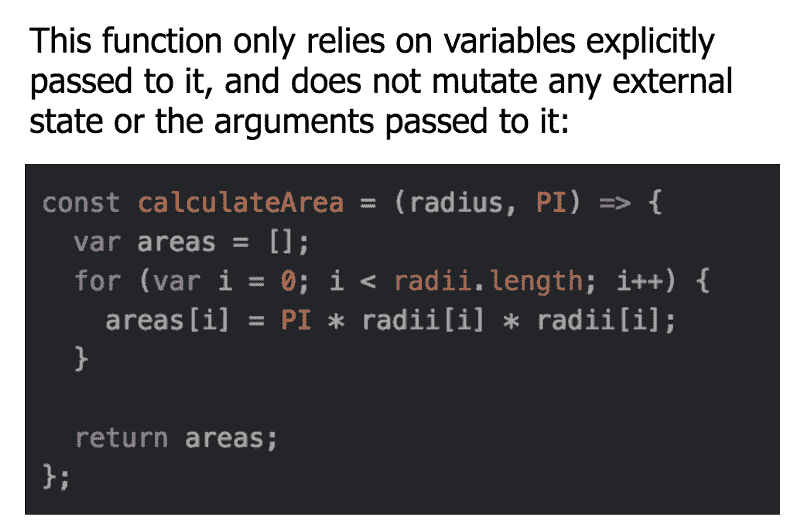 This function only relies on variables explicitly
passed to it, and does not mutate any external
state or the arguments passed to it:
const calculateArea = (radius, PI) => {
  var areas = [];
  for (var i = 0; i < radii.length; i++) {
    areas[i] = PI * radii[i] * radii[i];
  }
  return areas;
};